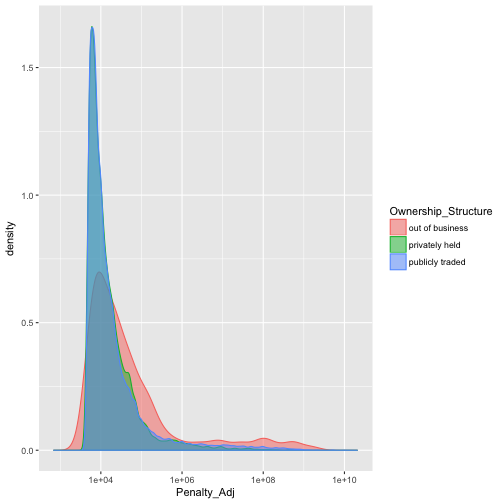 1.5
1.0
0.5
0.0
density
1e+04
1e+06
1e+08
1e+10
Penalty_Adj
Ownership_Structure
out of business
privately held
publicly traded